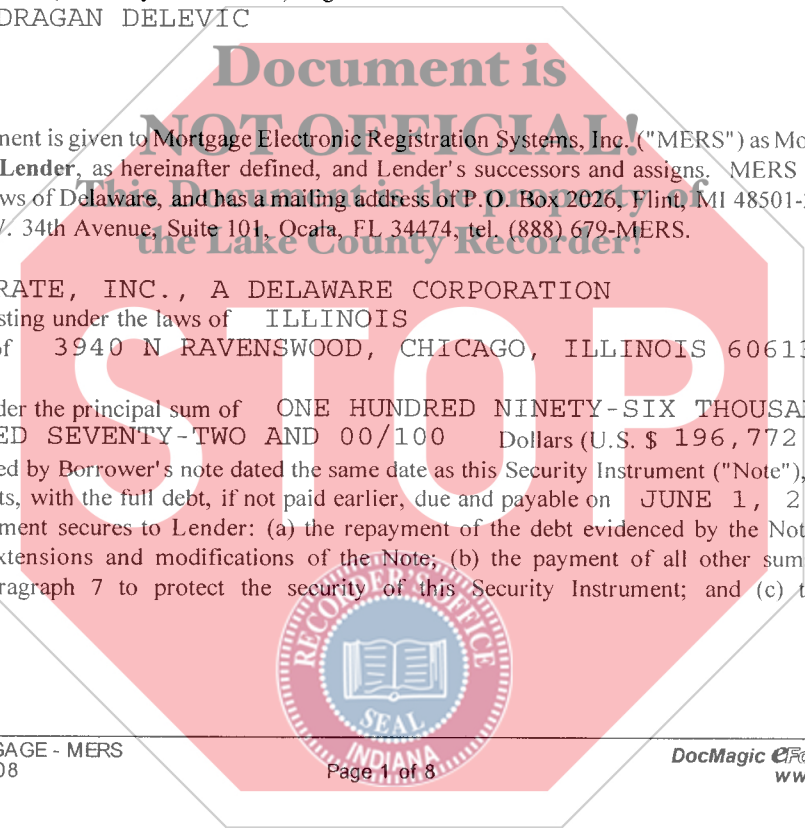 DRAGAN DELEVIC
Document is
NOT OFFICIAL!
ment is given to Mortgage Electronic Registration Systems, Inc. ("MERS") as Mo
Lender, as hereinafter defined, and Lender's successors and assigns. MERS
ws of Delaware, and has a mailing address of P.O. Box 2026, Flint, MI 48501-
This Document is the property of
. 34th Avenue, Suite 101, Ocala, FL 34474, tel. (888) 679-MERS.
the Lake County Recorder!
RATE, INC., A DELAWARE CORPORATION
sting under the laws of ILLINOIS
of 3940 N RAVENSWOOD, CHICAGO, ILLINOIS 60613
STOP
der the principal sum of ONE HUNDRED NINETY-SIX THOUSA
ED SEVENTY-TWO AND 00/100 Dollars (U.S. $ 196,772
ed by Borrower's note dated the same date as this Security Instrument ("Note"),
ts, with the full debt, if not paid earlier, due and payable on JUNE 1, 2
ment secures to Lender: (a) the repayment of the debt evidenced by the Not
xtensions and modifications of the Note; (b) the payment of all other sum
ragraph 7 to protect the security of this Security Instrument; and (c) t
RECORDER'S OFFICE
SEAL
INDIANA
GAGE - MERS
08
Page 1 of 8
DocMagic eFo
ww